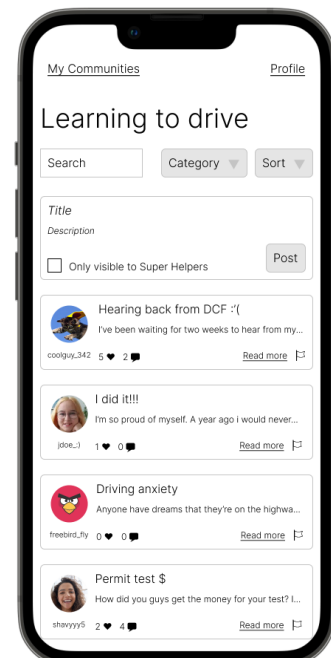 My Communities Profile
Learning to drive
Search Category Sort
Title
Description
Only visible to Super Helpers Post
Hearing back from DCF :'(
I've been waiting for two weeks to hear from my...
coolguy_342 5 2 Read more
I did it!!!
I'm so proud of myself. A year ago i would never...
jdoe_:) 1 0 Read more
Driving anxiety
Anyone have dreams that they're on the highwa...
freebird_fly 0 0 Read more
Permit test $
How did you guys get the money for your test? I...
shavyyy5 2 4 Read more